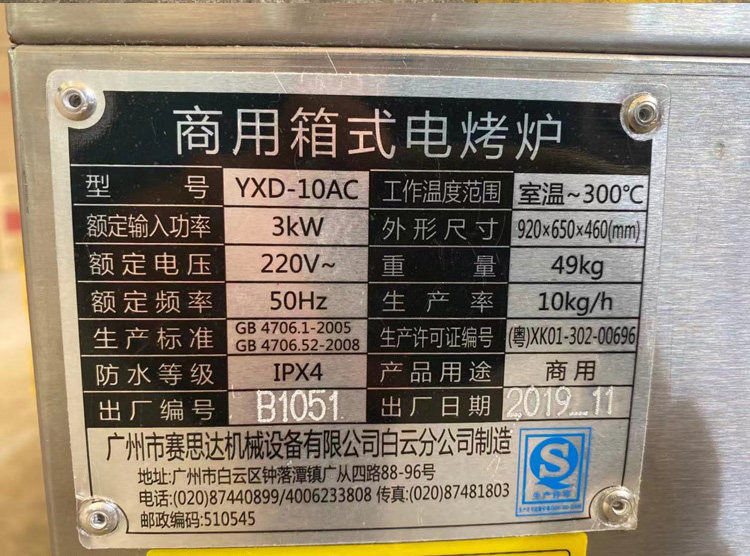 商用箱式电烤炉
型 号 YXD-10AC 工作温度范围 室温~300℃
额定输入功率 3kW 外形尺寸 920×650×460(mm)
额定电压 220V~ 重 量 49kg
额定频率 50Hz 生产率 10kg/h
生产标准 GB 4706.1-2005 GB 4706.52-2008 生产许可证编号 (粤)XK01-302-00696
防水等级 IPX4 产品用途 商用
出厂编号 B1051 出厂日期 2019 11
广州市赛思达机械设备有限公司白云分公司制造
地址:广州市白云区钟落潭镇广从四路88-96号
电话:(020)87440899/4006233808 传真:(020)87481803
邮政编码:510545
生产许可